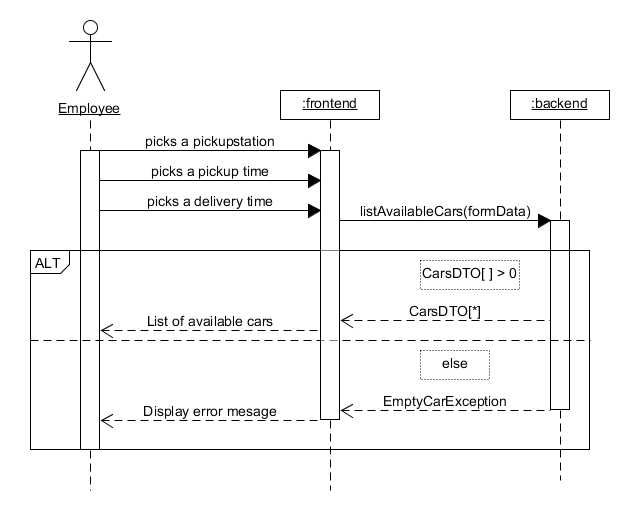 Employee
:frontend
:backend
picks a pickupstation
picks a pickup time
picks a delivery time
listAvailableCars(formData)
ALT
CarsDTO[ ] > 0
CarsDTO[*]
List of available cars
else
EmptyCarException
Display error mesage